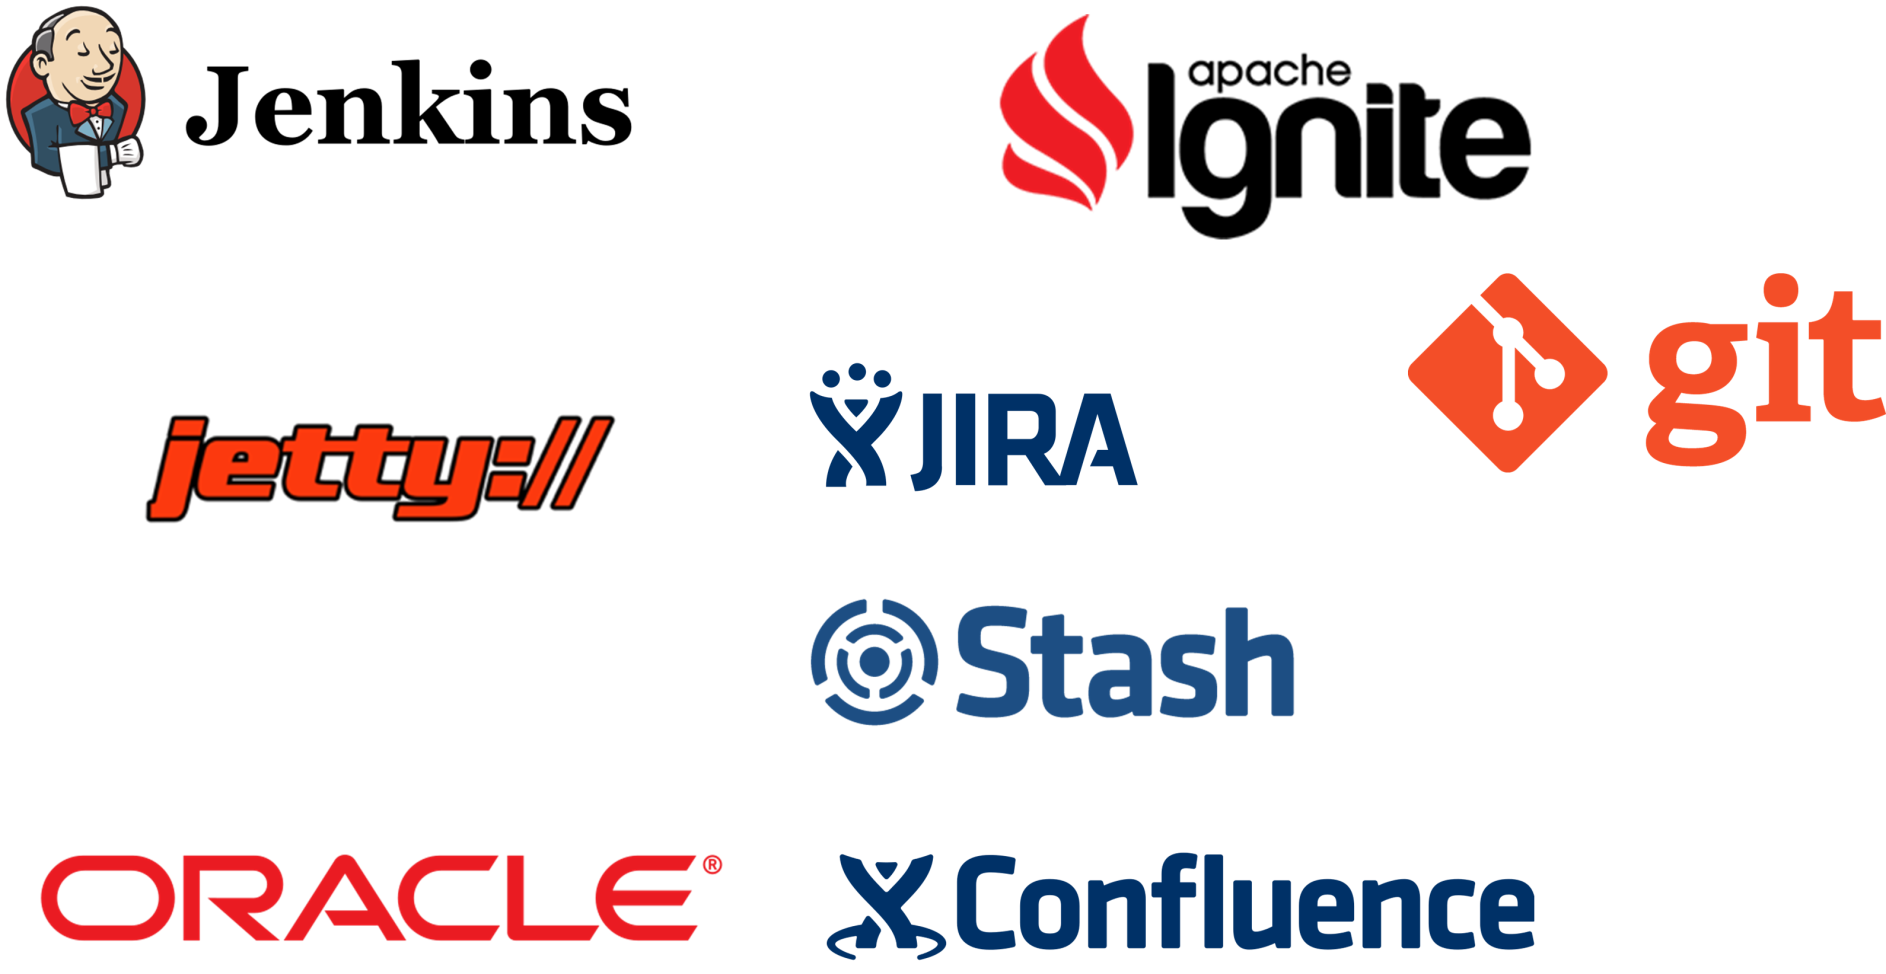 Jenkins
apache
Ignite
git
jetty://
JIRA
Stash
ORACLE®
Confluence